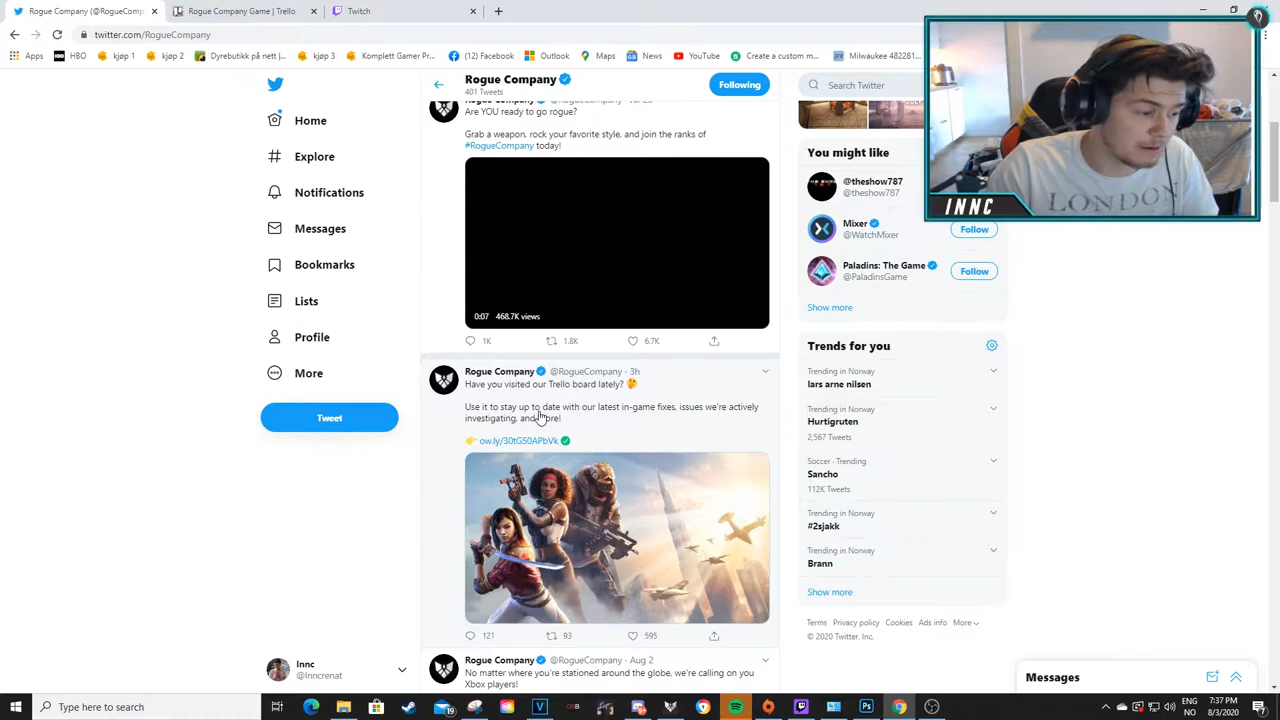 Rogue Company (@RogueComp
Rogue Company Game | Trello
Twitch
twitter.com/RogueCompany
Apps
HBO
kjøp 1
kjøp 2
Dyrebutikk på nett |...
kjøp 3
Komplett Gamer Pr...
(12) Facebook
Outlook
Maps
News
YouTube
Create a custom m...
Milwaukee 482281...
Home
Explore
Notifications
Messages
Bookmarks
Lists
Profile
More
Tweet
Innc
@Inncrenat
Rogue Company
401 Tweets
Following
Are YOU ready to go rogue?
Grab a weapon, rock your favorite style, and join the ranks of
#RogueCompany today!
0:07 468.7K views
1K 1.8K 6.7K
Rogue Company @RogueCompany · 3h
Have you visited our Trello board lately?
Use it to stay up to date with our latest in-game fixes, issues we're actively
investigating, and more!
ow.ly/30tG50APbVk
121 93 595
Rogue Company @RogueCompany · Aug 2
No matter where you're stationed around the globe, we're calling on you
Xbox players!
Search Twitter
You might like
@theshow787
@theshow787
Mixer
@WatchMixer
Follow
Paladins: The Game
@PaladinsGame
Follow
Show more
Trends for you
Trending in Norway
lars arne nilsen
Trending in Norway
Hurtigruten
2,567 Tweets
Soccer · Trending
Sancho
112K Tweets
Trending in Norway
#2sjakk
Trending in Norway
Brann
Show more
Terms Privacy policy Cookies Ads info More
© 2020 Twitter, Inc.
LONDON
INNC
Messages
Type here to search
19
ENG
NO
7:37 PM
8/3/2020